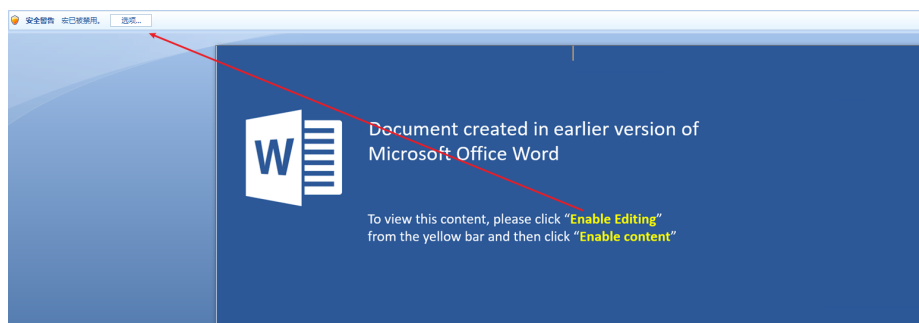 安全警告 宏已被禁用。 选项...
Document created in earlier version of
Microsoft Office Word
W
To view this content, please click “Enable Editing”
from the yellow bar and then click “Enable content”